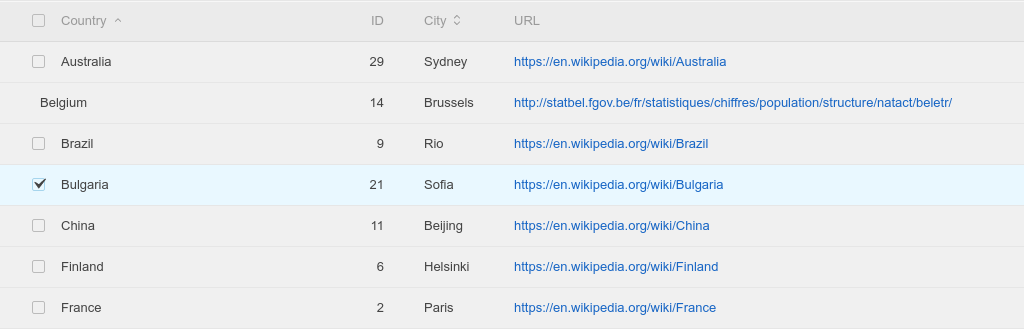 Country ID City URL
Australia 29 Sydney https://en.wikipedia.org/wiki/Australia
Belgium 14 Brussels http://statbel.fgov.be/fr/statistiques/chiffres/population/structure/natact/beletr/
Brazil 9 Rio https://en.wikipedia.org/wiki/Brazil
Bulgaria 21 Sofia https://en.wikipedia.org/wiki/Bulgaria
China 11 Beijing https://en.wikipedia.org/wiki/China
Finland 6 Helsinki https://en.wikipedia.org/wiki/Finland
France 2 Paris https://en.wikipedia.org/wiki/France